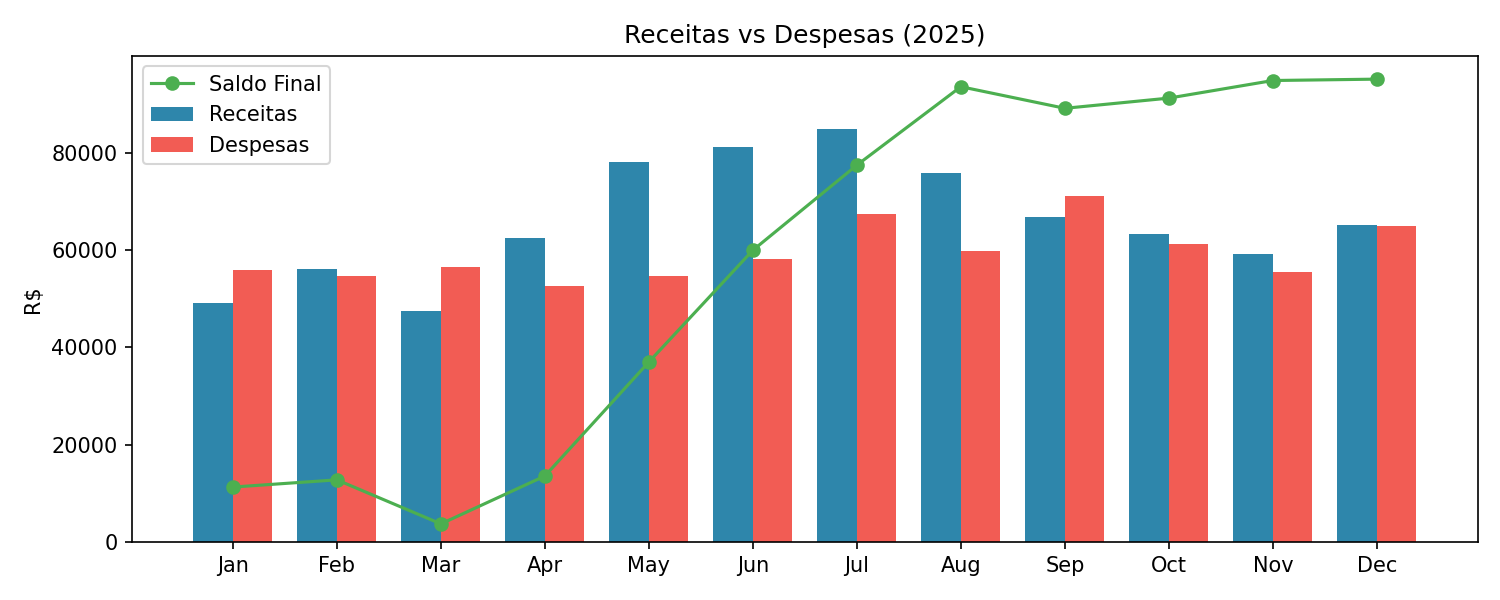 Receitas vs Despesas (2025)
Saldo Final
Receitas
Despesas
R$
80000
60000
40000
20000
0
Jan Feb Mar Apr May Jun Jul Aug Sep Oct Nov Dec